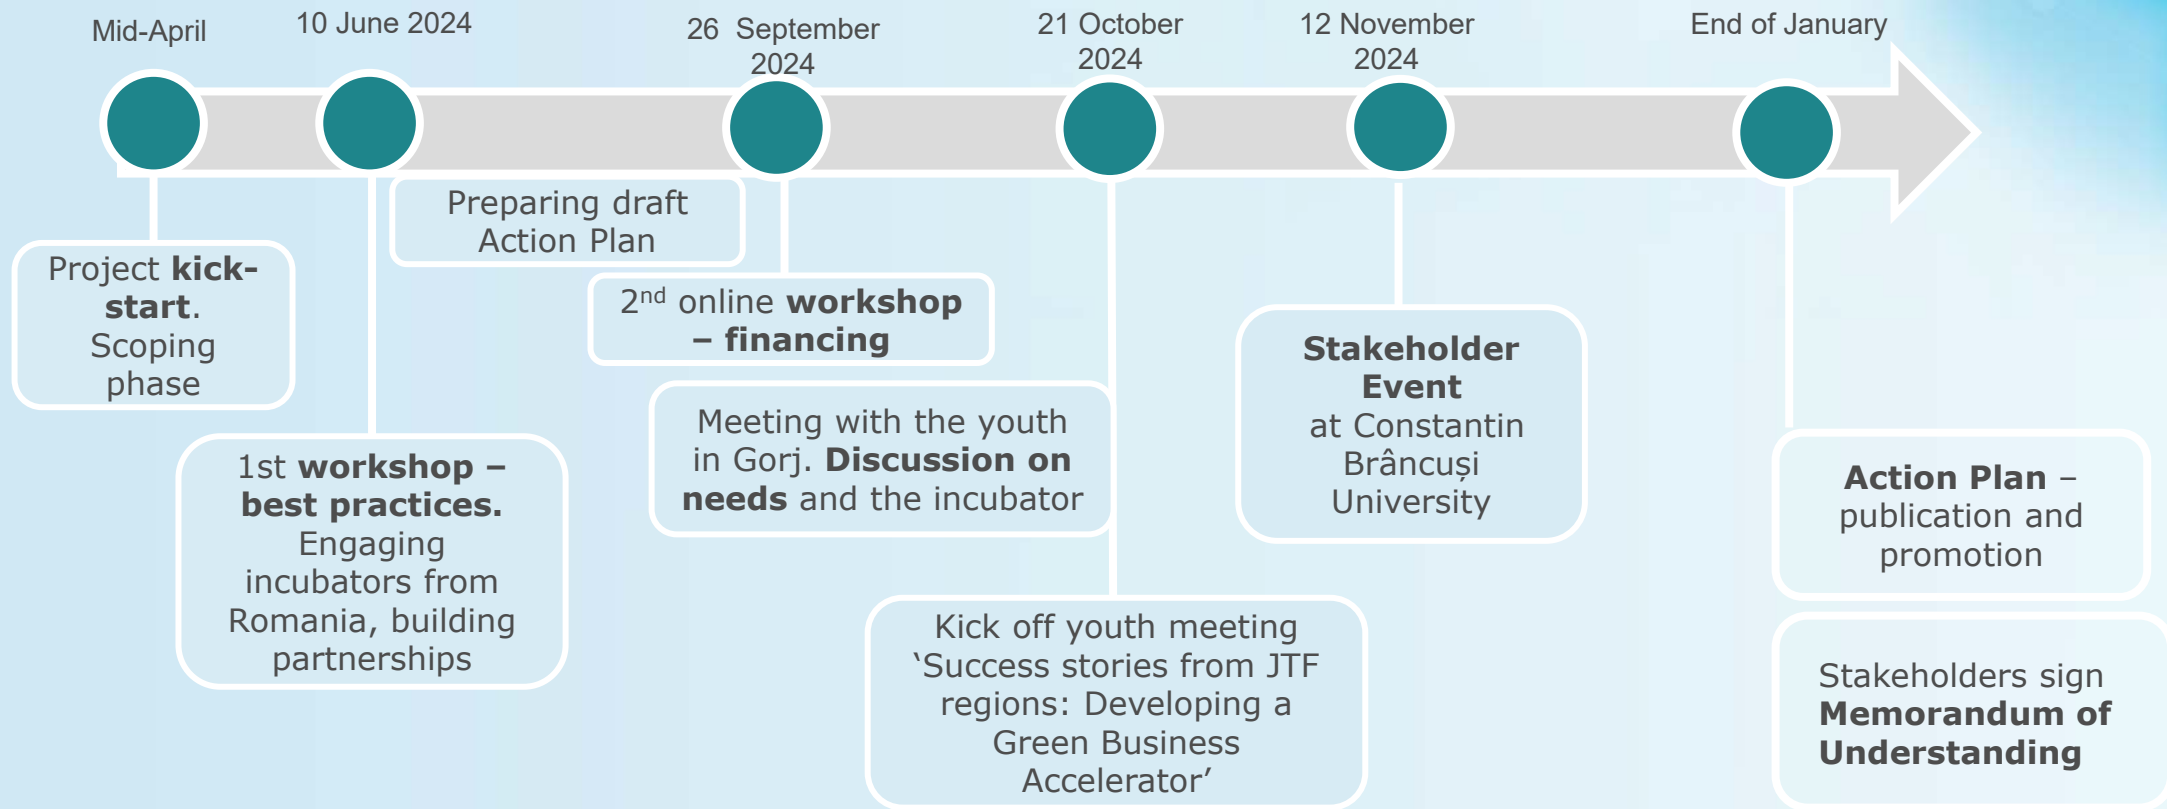 Mid-April
10 June 2024
26 September
2024
21 October
2024
12 November
2024
End of January
Project kick-
start.
Scoping
phase
1st workshop –
best practices.
Engaging
incubators from
Romania, building
partnerships
Preparing draft
Action Plan
2nd online workshop
– financing
Meeting with the youth
in Gorj. Discussion on
needs and the incubator
Kick off youth meeting
‘Success stories from JTF
regions: Developing a
Green Business
Accelerator’
Stakeholder
Event
at Constantin
Brâncuși
University
Action Plan –
publication and
promotion
Stakeholders sign
Memorandum of
Understanding